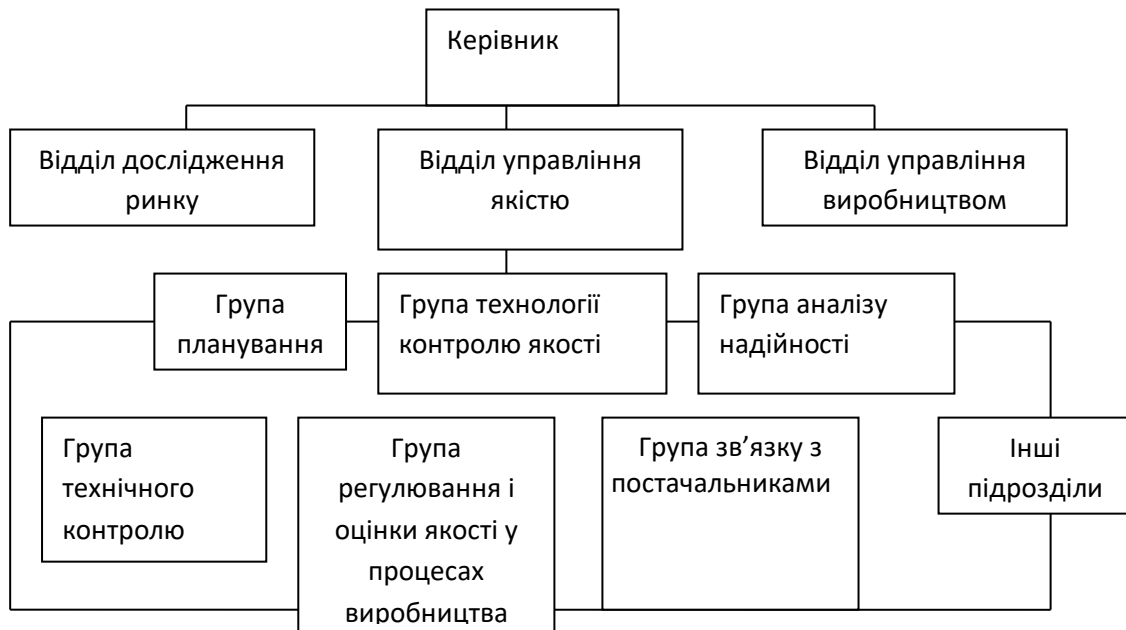 Керівник
Відділ дослідження
ринку
Відділ управління
якістю
Відділ управління
виробництвом
Група
планування
Група технології
контролю якості
Група аналізу
надійності
Група
технічного
контролю
Група
регулювання і
оцінки якості у
процесах
виробництва
Група зв’язку з
постачальниками
Інші
підрозділи